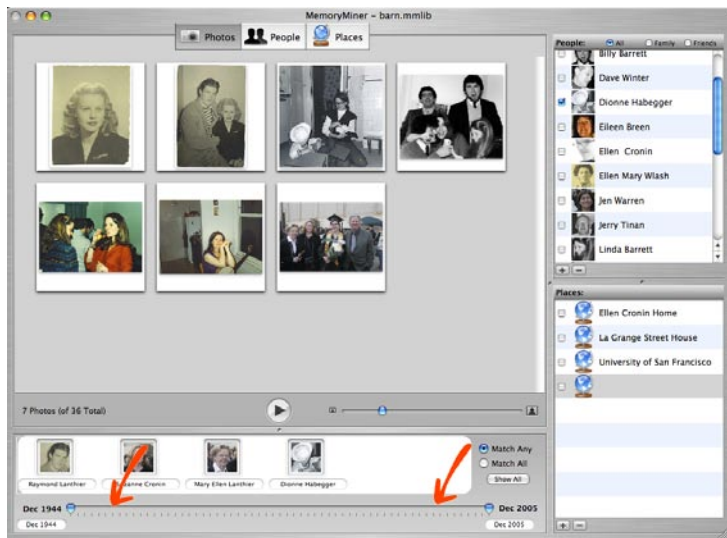 MemoryMiner – barn.mmlib
Photos People Places
People: All Family Friends
Billy Barrett
Dave Winter
Dionne Habegger
Eileen Breen
Ellen Cronin
Ellen Mary Wlash
Jen Warren
Jerry Tinan
Linda Barrett
Places:
Ellen Cronin Home
La Grange Street House
University of San Francisco
7 Photos (of 36 Total)
Match Any
Match All
Show All
Raymond Lanthier anne Cronin Mary Ellen Lanthier Dionne Habegger
Dec 1944 Dec 2005
Dec 1944 Dec 2005